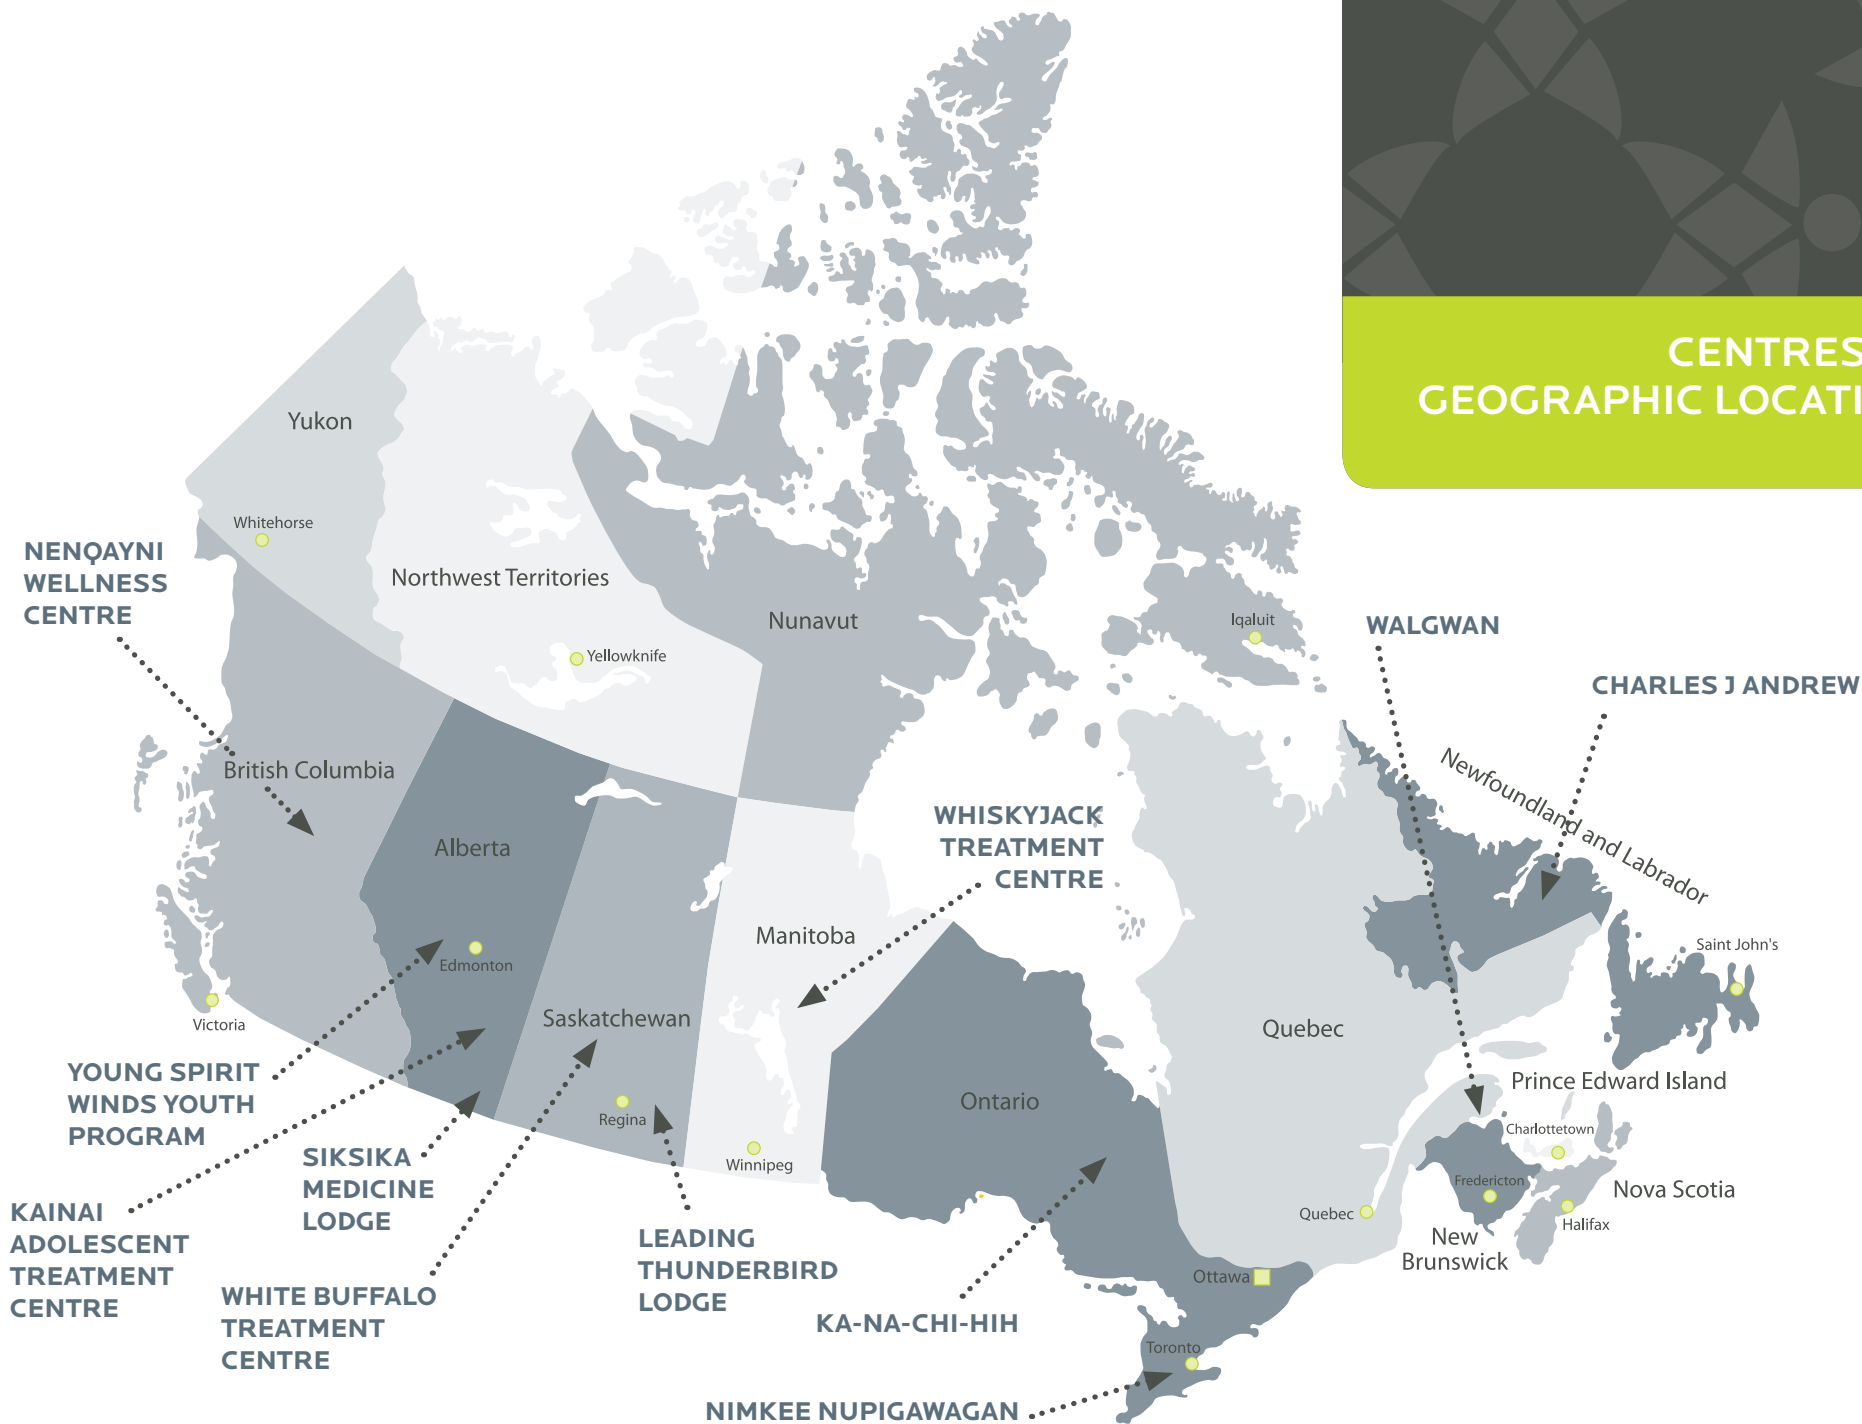 CENTRES
GEOGRAPHIC LOCATI
Yukon
Whitehorse
NENQAYNI
WELLNESS
CENTRE
Northwest Territories
Yellowknife
Nunavut
Iqaluit
WALGWAN
CHARLES J ANDREW
Newfoundland and Labrador
British Columbia
Alberta
WHISKYJACK
TREATMENT
CENTRE
Manitoba
Edmonton
Saint John's
Victoria
Saskatchewan
Quebec
YOUNG SPIRIT
WINDS YOUTH
PROGRAM
Prince Edward Island
Ontario
Regina
Charlottetown
Winnipeg
SIKSIKA
MEDICINE
LODGE
Fredericton
Nova Scotia
KAINAI
ADOLESCENT
TREATMENT
CENTRE
Quebec
Halifax
New
Brunswick
LEADING
THUNDERBIRD
LODGE
Ottawa
WHITE BUFFALO
TREATMENT
CENTRE
KA-NA-CHI-HIH
Toronto
NIMKEE NUPIGAWAGAN